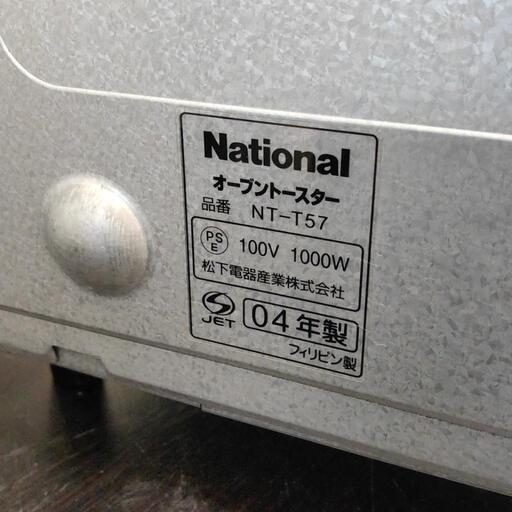 National
オーブントースター
品番 NT-T57
PS E 100V 1000W
松下電器産業株式会社
JET 04年製
フィリピン製